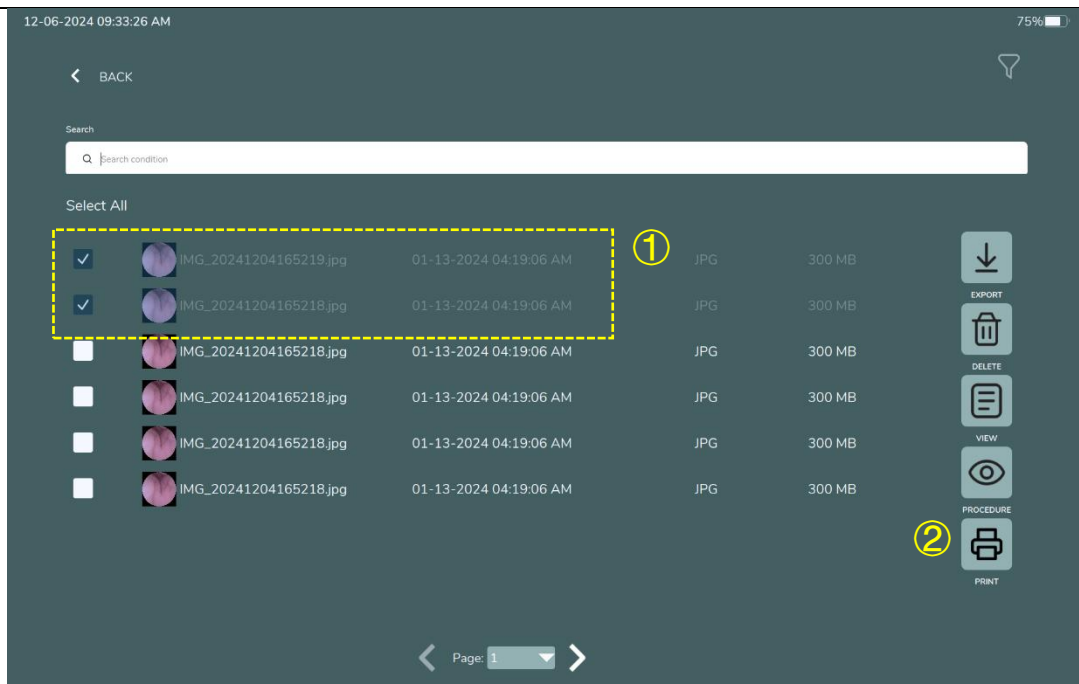 12-06-2024 09:33:26 AM 75%
BACK
Search
Search condition
Select All
①
IMG_20241204165219.jpg 01-13-2024 04:19:06 AM JPG 300 MB
IMG_20241204165218.jpg 01-13-2024 04:19:06 AM JPG 300 MB
IMG_20241204165218.jpg 01-13-2024 04:19:06 AM JPG 300 MB
IMG_20241204165218.jpg 01-13-2024 04:19:06 AM JPG 300 MB
IMG_20241204165218.jpg 01-13-2024 04:19:06 AM JPG 300 MB
IMG_20241204165218.jpg 01-13-2024 04:19:06 AM JPG 300 MB
EXPORT
DELETE
VIEW
PROCEDURE
②
PRINT
Page: 1